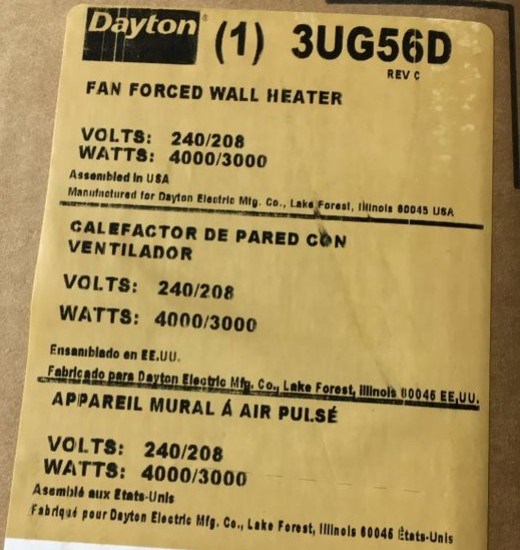 Dayton (1) 3UG56D
REV C
FAN FORCED WALL HEATER
VOLTS: 240/208
WATTS: 4000/3000
Assembled in USA
Manufactured for Dayton Electric Mfg. Co., Lake Forest, Illinois 60045 USA
CALEFACTOR DE PARED CON
VENTILADOR
VOLTS: 240/208
WATTS: 4000/3000
Ensamblado en EE.UU.
Fabricado para Dayton Electric Mfg. Co., Lake Forest, Illinois 60045 EE,UU.
APPAREIL MURAL Á AIR PULSÉ
VOLTS: 240/208
WATTS: 4000/3000
Asemblé aux Etats-Unis
Fabriqué pour Dayton Electric Mfg. Co., Lake Forest, Illinois 60045 États-Unis